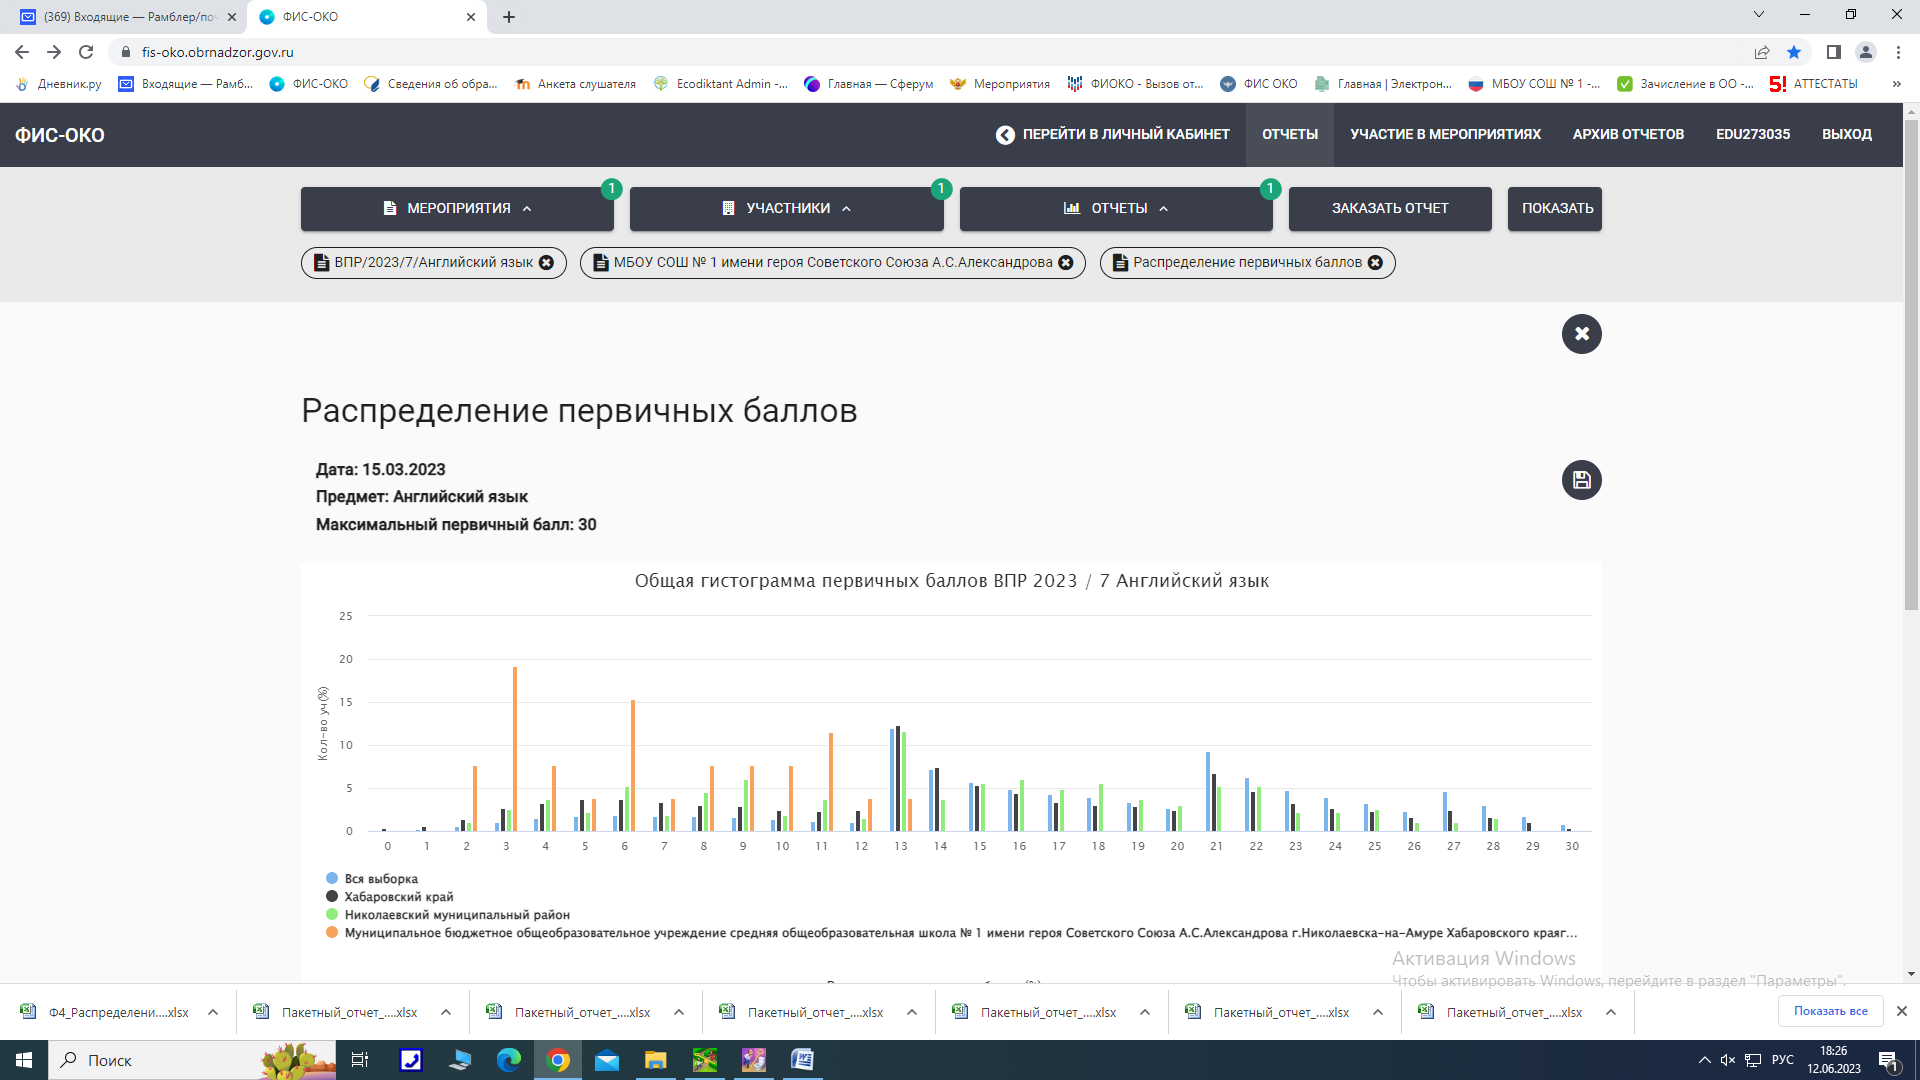 (369) Входящие — Рамблер/поч
ФИС-ОКО
fis-oko.obrnadzor.gov.ru
Дневник.ру
Входящие — Рамб...
ФИС-ОКО
Сведения об обра...
Анкета слушателя
Ecodiktant Admin -...
Главная — Сферум
Мероприятия
ФИОКО - Вызов от...
ФИС ОКО
Главная | Электрон...
МБОУ СОШ № 1 -...
Зачисление в ОО -...
5! АТТЕСТАТЫ
»
ФИС-ОКО
ПЕРЕЙТИ В ЛИЧНЫЙ КАБИНЕТ
ОТЧЕТЫ
УЧАСТИЕ В МЕРОПРИЯТИЯХ
АРХИВ ОТЧЕТОВ
EDU273035
ВЫХОД
МЕРОПРИЯТИЯ
1
УЧАСТНИКИ
1
ОТЧЕТЫ
1
ЗАКАЗАТЬ ОТЧЕТ
ПОКАЗАТЬ
ВПР/2023/7/Английский язык
МБОУ СОШ № 1 имени героя Советского Союза А.С.Александрова
Распределение первичных баллов
Распределение первичных баллов
Дата: 15.03.2023
Предмет: Английский язык
Максимальный первичный балл: 30
Общая гистограмма первичных баллов ВПР 2023 / 7 Английский язык
Кол-во уч(%)
25
20
15
10
5
0
0 1 2 3 4 5 6 7 8 9 10 11 12 13 14 15 16 17 18 19 20 21 22 23 24 25 26 27 28 29 30
Вся выборка
Хабаровский край
Николаевский муниципальный район
Муниципальное бюджетное общеобразовательное учреждение средняя общеобразовательная школа № 1 имени героя Советского Союза А.С.Александрова г.Николаевска-на-Амуре Хабаровского краяг...
Активация Windows
Чтобы активировать Windows, перейдите в раздел "Параметры".
Ф4_Распределени....xlsx
Пакетный_отчет_....xlsx
Пакетный_отчет_....xlsx
Пакетный_отчет_....xlsx
Пакетный_отчет_....xlsx
Пакетный_отчет_....xlsx
Пакетный_отчет_....xlsx
Показать все
Поиск
РУС
18:26
12.06.2023
1